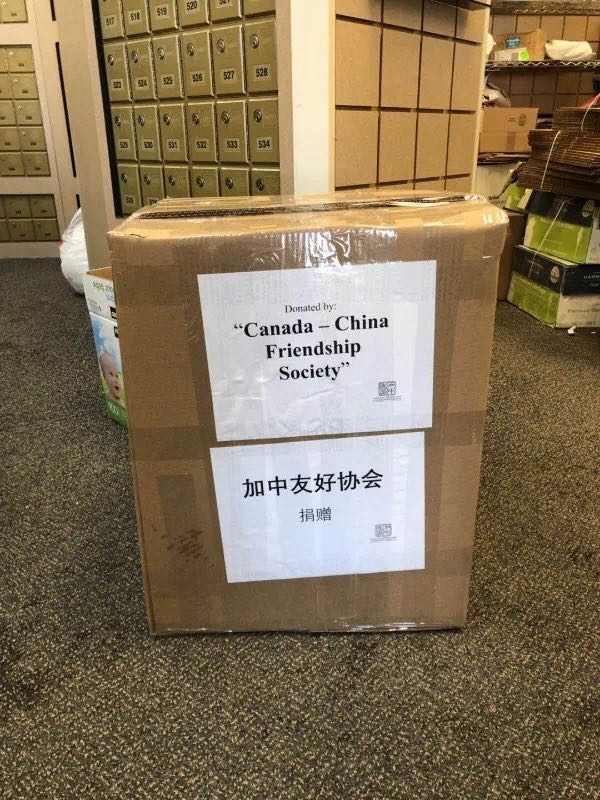 517
518
519
520
523
524
525
526
527
528
529
530
531
532
533
534
Donated by:
“Canada – China
Friendship
Society”
加中友好协会
捐赠